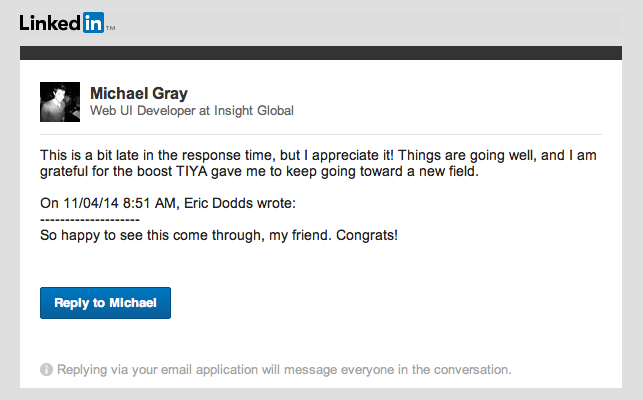 Linked in ™
Michael Gray
Web UI Developer at Insight Global
This is a bit late in the response time, but I appreciate it! Things are going well, and I am
grateful for the boost TIYA gave me to keep going toward a new field.
On 11/04/14 8:51 AM, Eric Dodds wrote:
--------------------
So happy to see this come through, my friend. Congrats!
Reply to Michael
Replying via your email application will message everyone in the conversation.